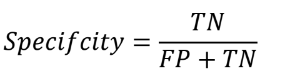 Specifcity = TN / FP + TN